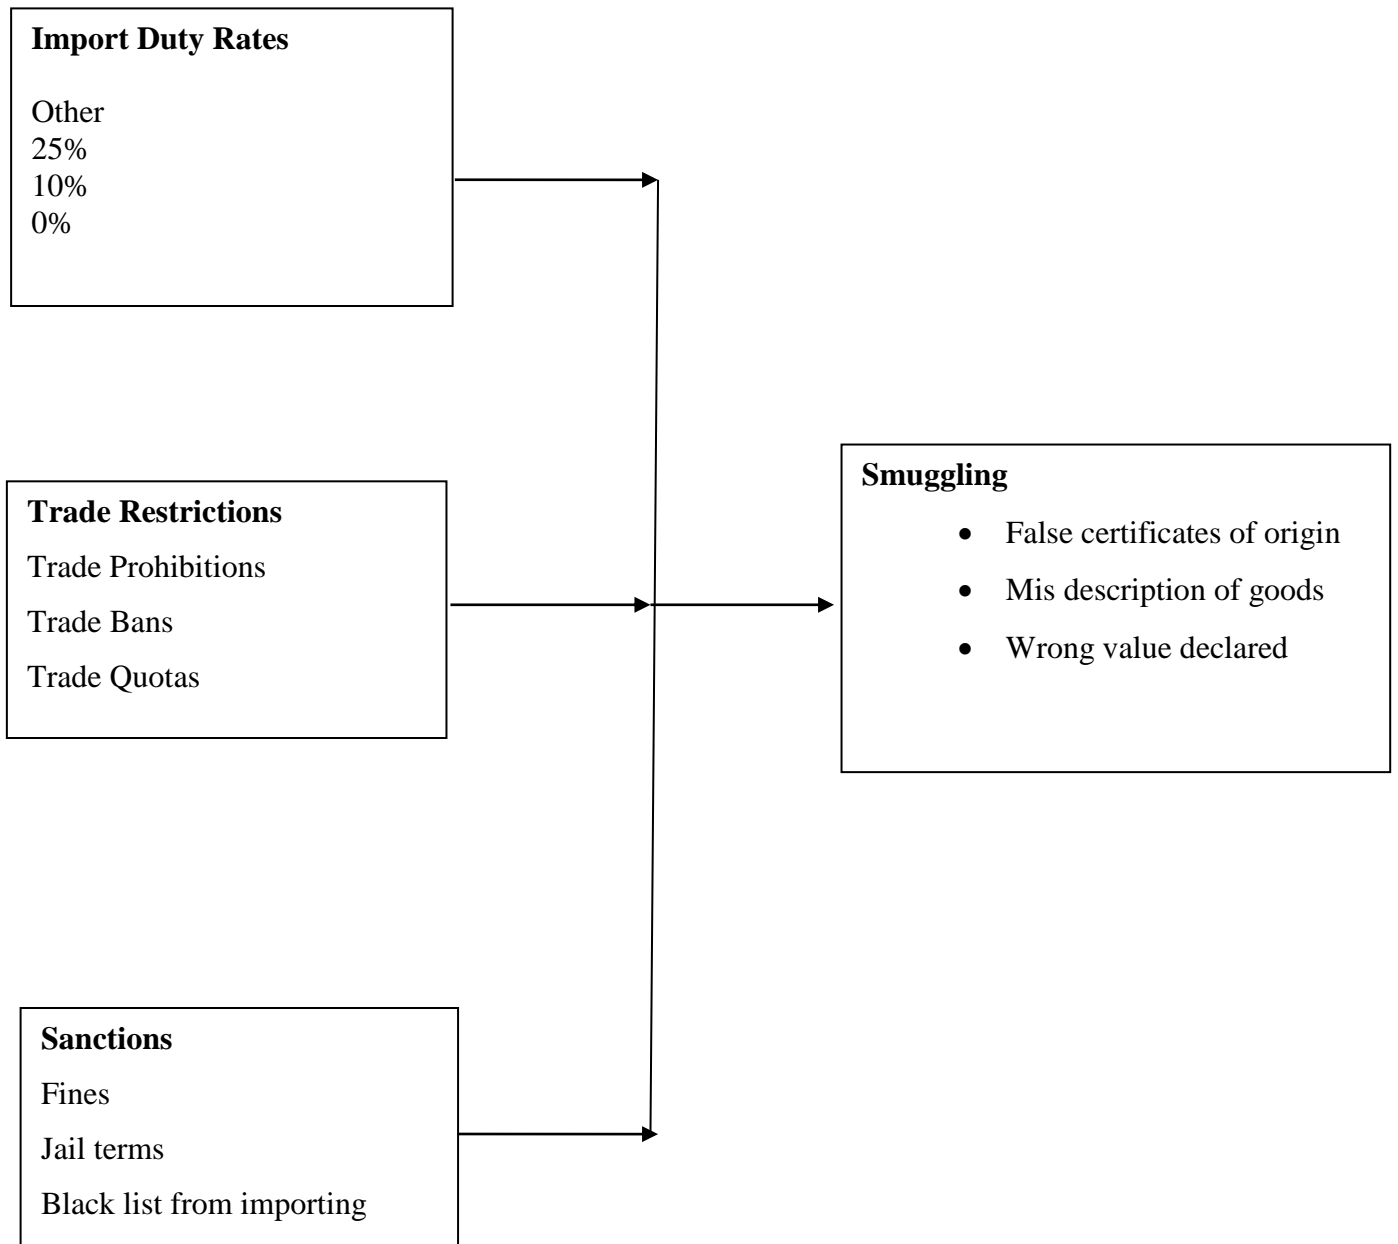 Import Duty Rates
Other
25%
10%
0%
Trade Restrictions
Trade Prohibitions
Trade Bans
Trade Quotas
Smuggling
• False certificates of origin
• Mis description of goods
• Wrong value declared
Sanctions
Fines
Jail terms
Black list from importing